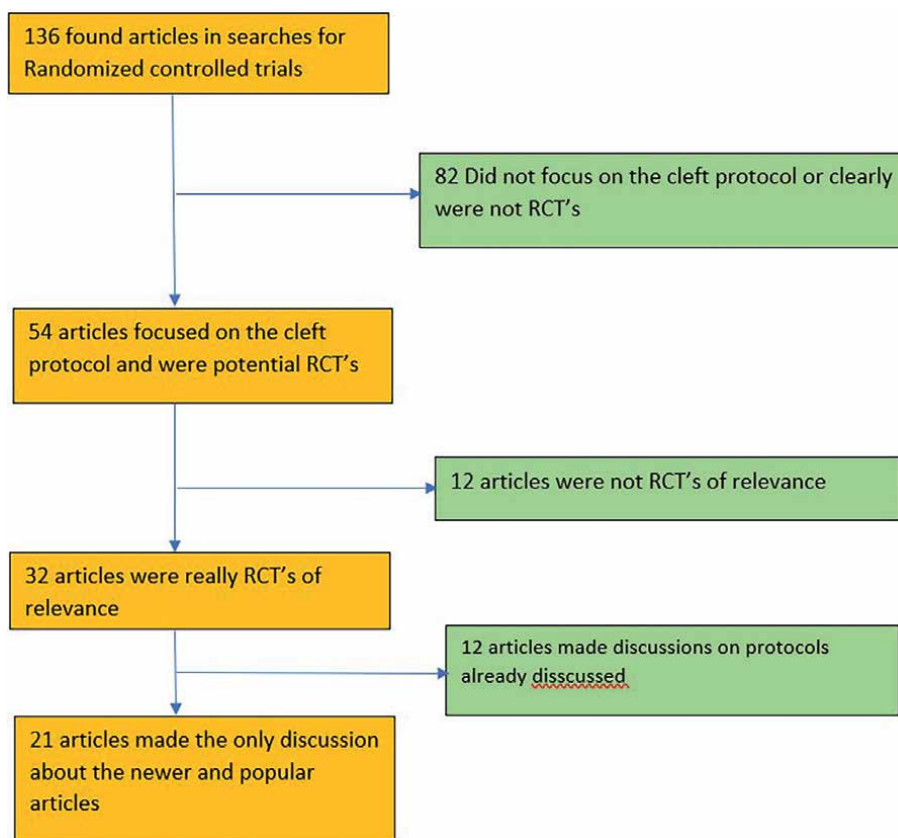 136 found articles in searches for
Randomized controlled trials
82 Did not focus on the cleft protocol or clearly
were not RCT's
54 articles focused on the cleft
protocol and were potential RCT's
12 articles were not RCT's of relevance
32 articles were really RCT's of
relevance
12 articles made discussions on protocols
already disscussed
21 articles made the only discussion
about the newer and popular
articles